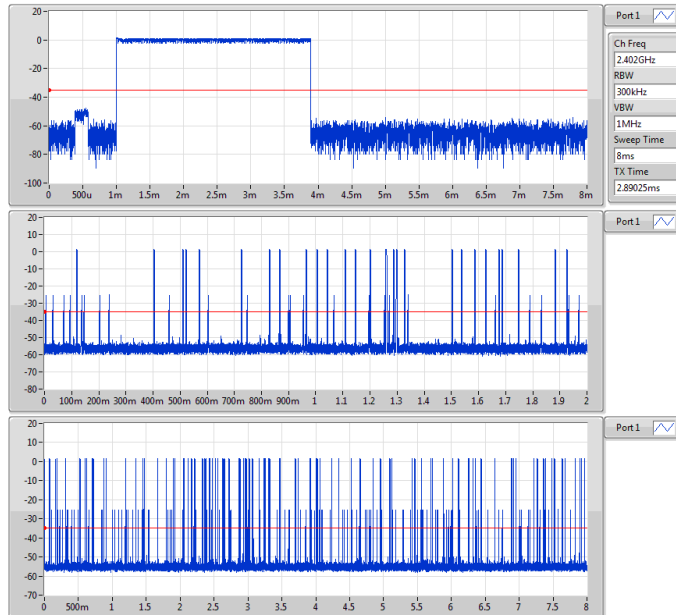 20
0
-20
-40
-60
-80
-100
0 500u 1m 1.5m 2m 2.5m 3m 3.5m 4m 4.5m 5m 5.5m 6m 6.5m 7m 7.5m 8m
Port 1
Ch Freq
2.402GHz
RBW
300kHz
VBW
1MHz
Sweep Time
8ms
TX Time
2.89025ms
20
10
0
-10
-20
-30
-40
-50
-60
-70
-80
0 100m 200m 300m 400m 500m 600m 700m 800m 900m 1 1.1 1.2 1.3 1.4 1.5 1.6 1.7 1.8 1.9 2
Port 1
20
10
0
-10
-20
-30
-40
-50
-60
-70
0 500m 1 1.5 2 2.5 3 3.5 4 4.5 5 5.5 6 6.5 7 7.5 8
Port 1